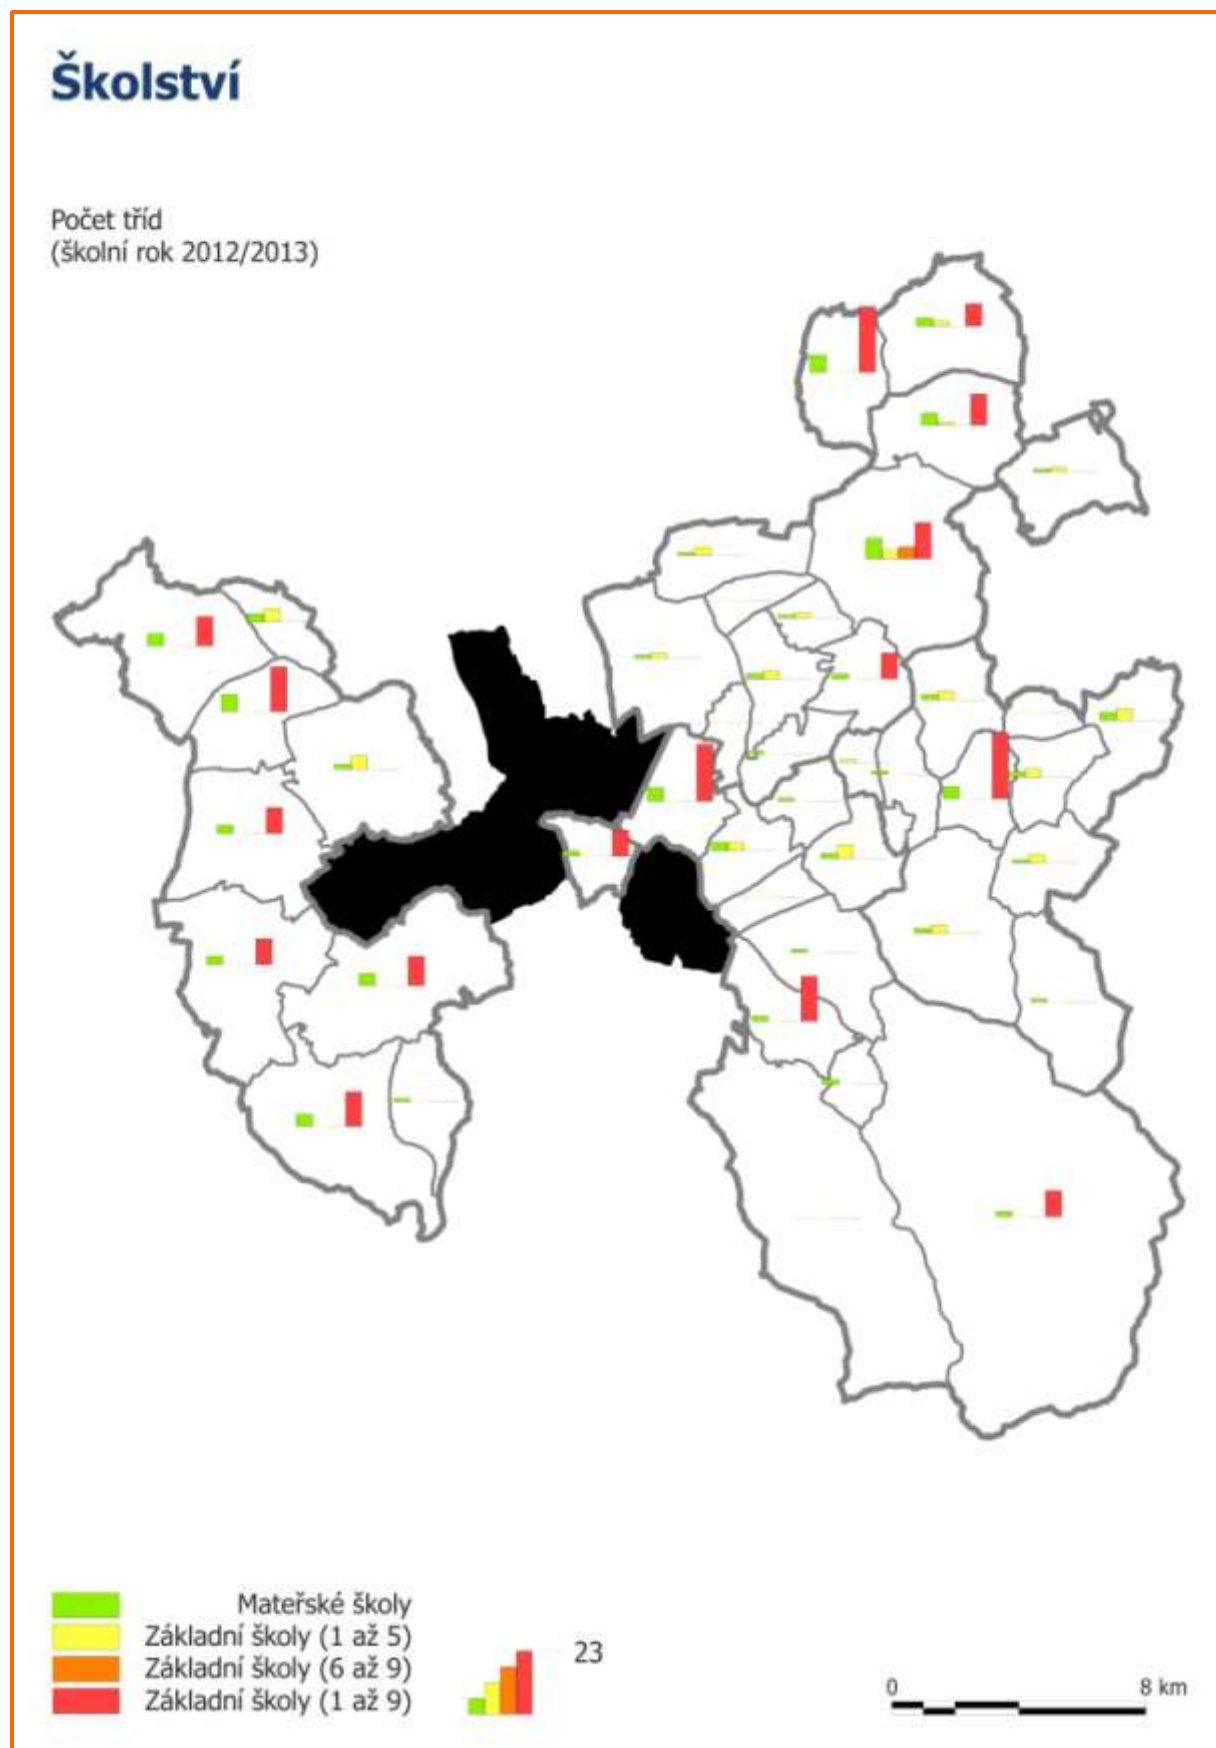 Školství
Počet tříd
(školní rok 2012/2013)
Mateřské školy
Základní školy (1 až 5)
Základní školy (6 až 9)
Základní školy (1 až 9)
23
0 8 km